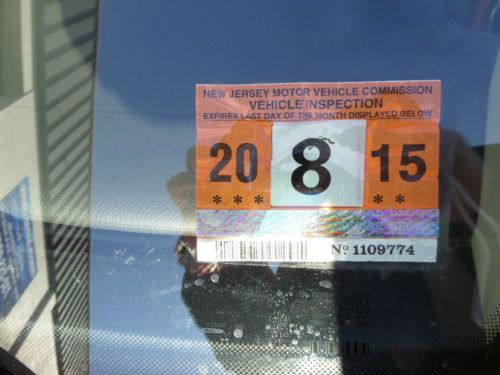 NEW JERSEY MOTOR VEHICLE COMMISSION
VEHICLE INSPECTION
EXPIRES LAST DAY OF THE MONTH DISPLAYED BELOW
20 8 15
* * * * *
Nº 1109774